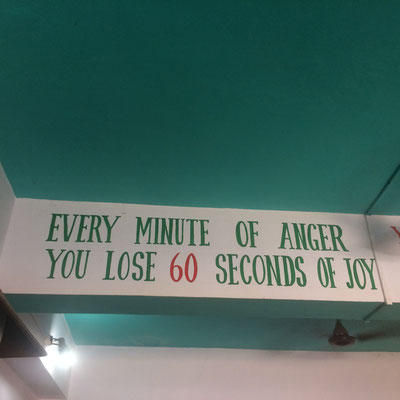 EVERY MINUTE OF ANGER
YOU LOSE 60 SECONDS OF JOY